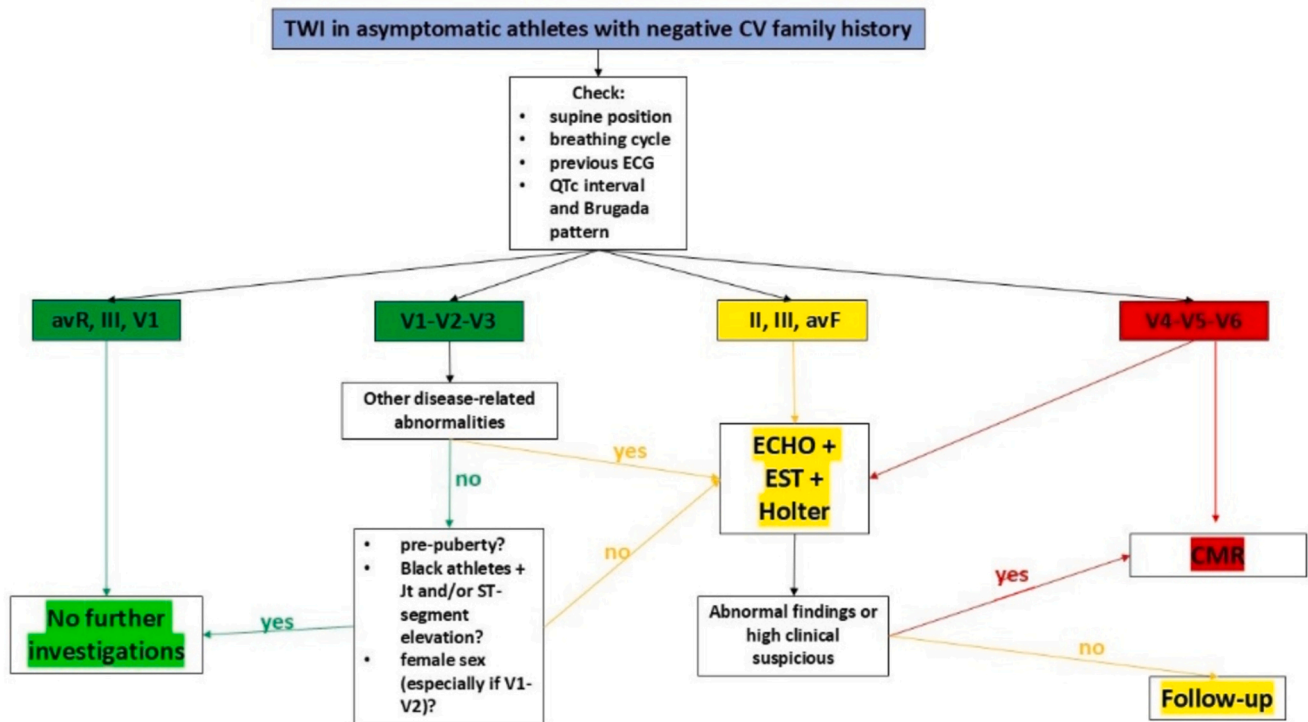 TWI in asymptomatic athletes with negative CV family history
Check:
• supine position
• breathing cycle
• previous ECG
• QTc interval
and Brugada
pattern
avR, III, V1
V1-V2-V3
II, III, avF
V4-V5-V6
Other disease-related
abnormalities
yes
no
ECHO +
EST +
Holter
• pre-puberty?
• Black athletes +
Jt and/or ST-
segment
elevation?
• female sex
(especially if V1-
V2)?
no
yes
No further
investigations
Abnormal findings or
high clinical
suspicious
yes
CMR
no
Follow-up